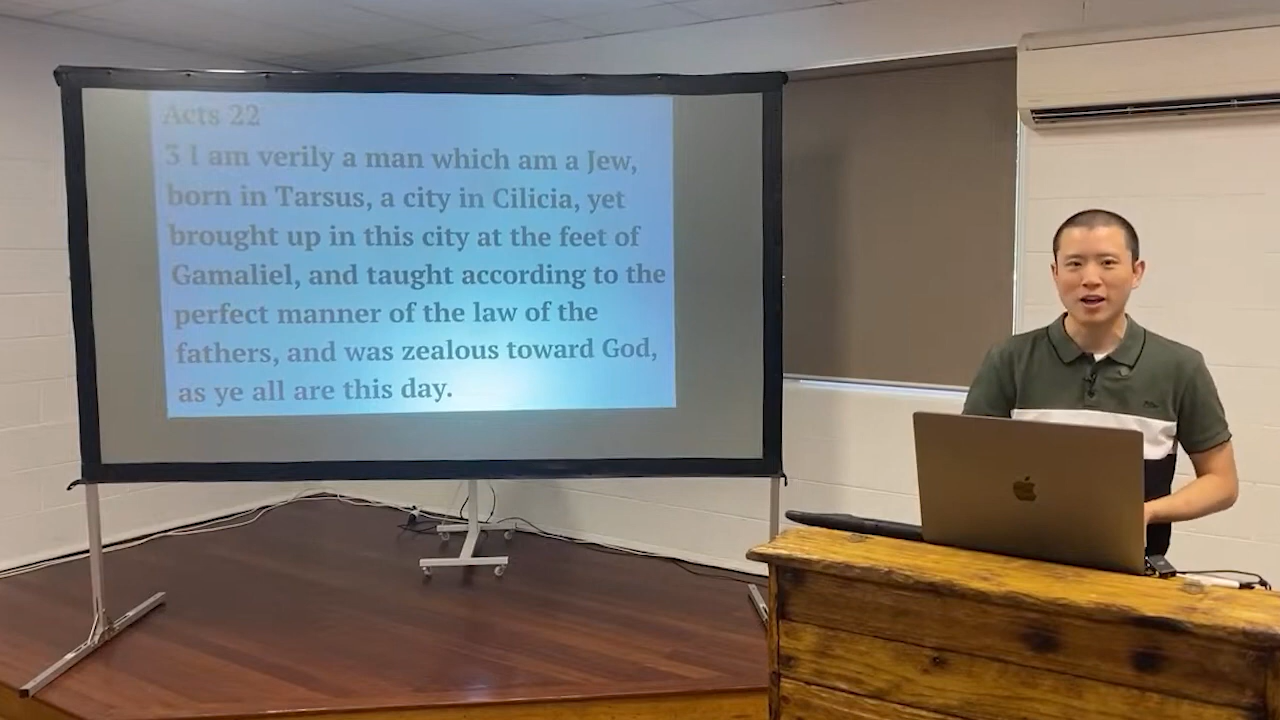 Acts 22
3 I am verily a man which am a Jew,
born in Tarsus, a city in Cilicia, yet
brought up in this city at the feet of
Gamaliel, and taught according to the
perfect manner of the law of the
fathers, and was zealous toward God,
as ye all are this day.